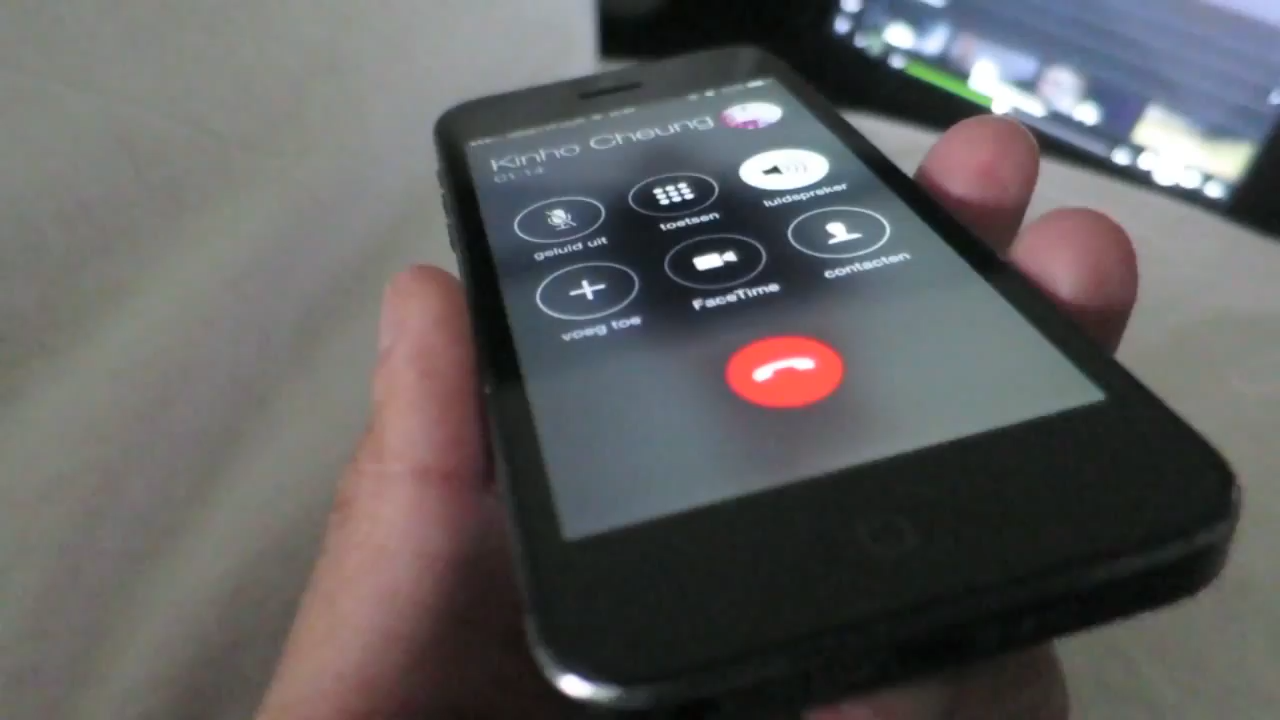 Kinho Cheung
01:14
geluid uit
toetsen
luidspreker
voeg toe
FaceTime
contacten